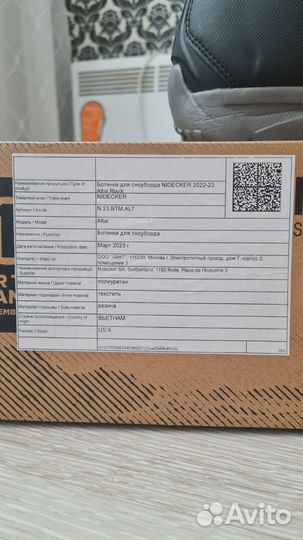 Наименование продукции / Type of product
Ботинки для сноуборда NIDECKER 2022-23 Altai Black
Товарный знак / Trade mark
NIDECKER
Артикул / Article
N.23.BTM.ALT
Модель / Model
Altai
Назначение / Function
Ботинки для сноуборда
Дата изготовления / Production date
Март 2023 г.
Импортер / Importer
ООО "КАНТ", 115230, Москва г, Электролитный проезд, дом 7, корпус 2, помещение 3
Наименование экспортера (продавца) / Supplier
Nidecker SA, Switzerland, 1180 Rolle, Place de l'Industrie 2
Материал верха / Upper material
полиуретан
Материал подкладки / Inner material
текстиль
Материал подошвы / Sole material
резина
Страна происхождения / Country of origin
ВЬЕТНАМ
Размер / Sizes
US:9
Avito